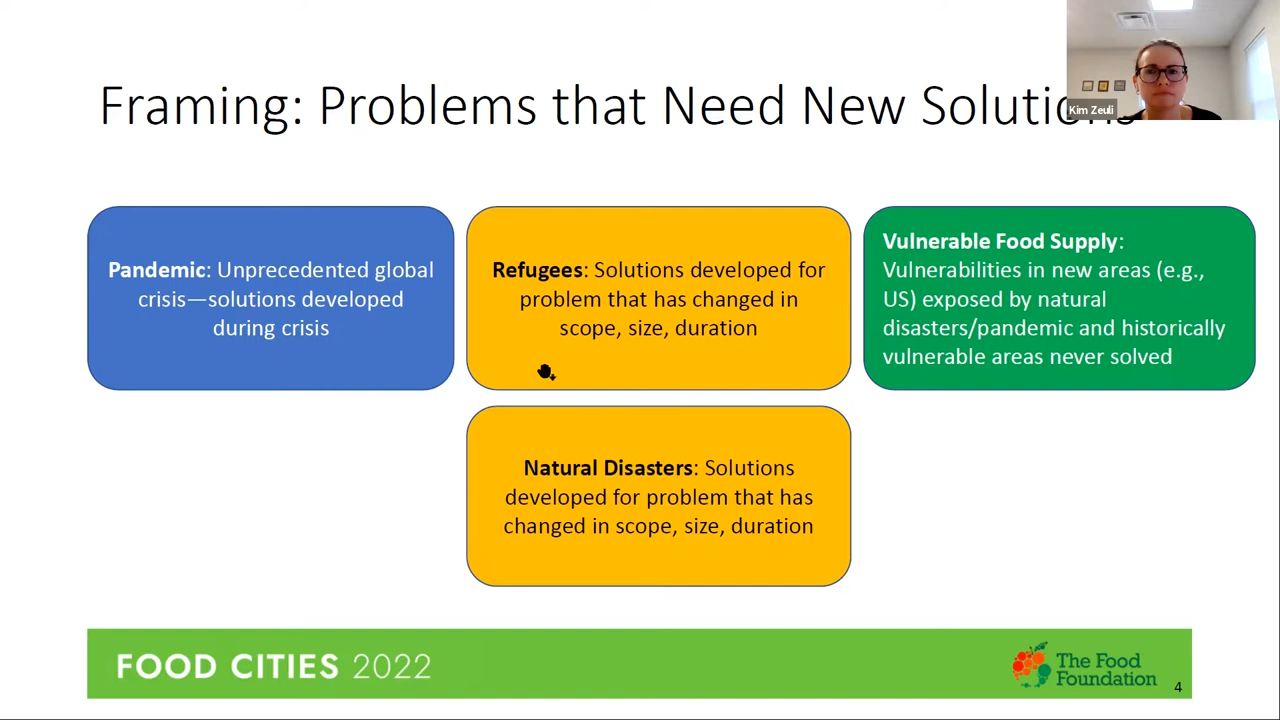 Framing: Problems that Need New Solutions
Kim Zeuli
Pandemic: Unprecedented global
crisis—solutions developed
during crisis
Refugees: Solutions developed for
problem that has changed in
scope, size, duration
Vulnerable Food Supply:
Vulnerabilities in new areas (e.g.,
US) exposed by natural
disasters/pandemic and historically
vulnerable areas never solved
Natural Disasters: Solutions
developed for problem that has
changed in scope, size, duration
FOOD CITIES 2022
The Food
Foundation
4